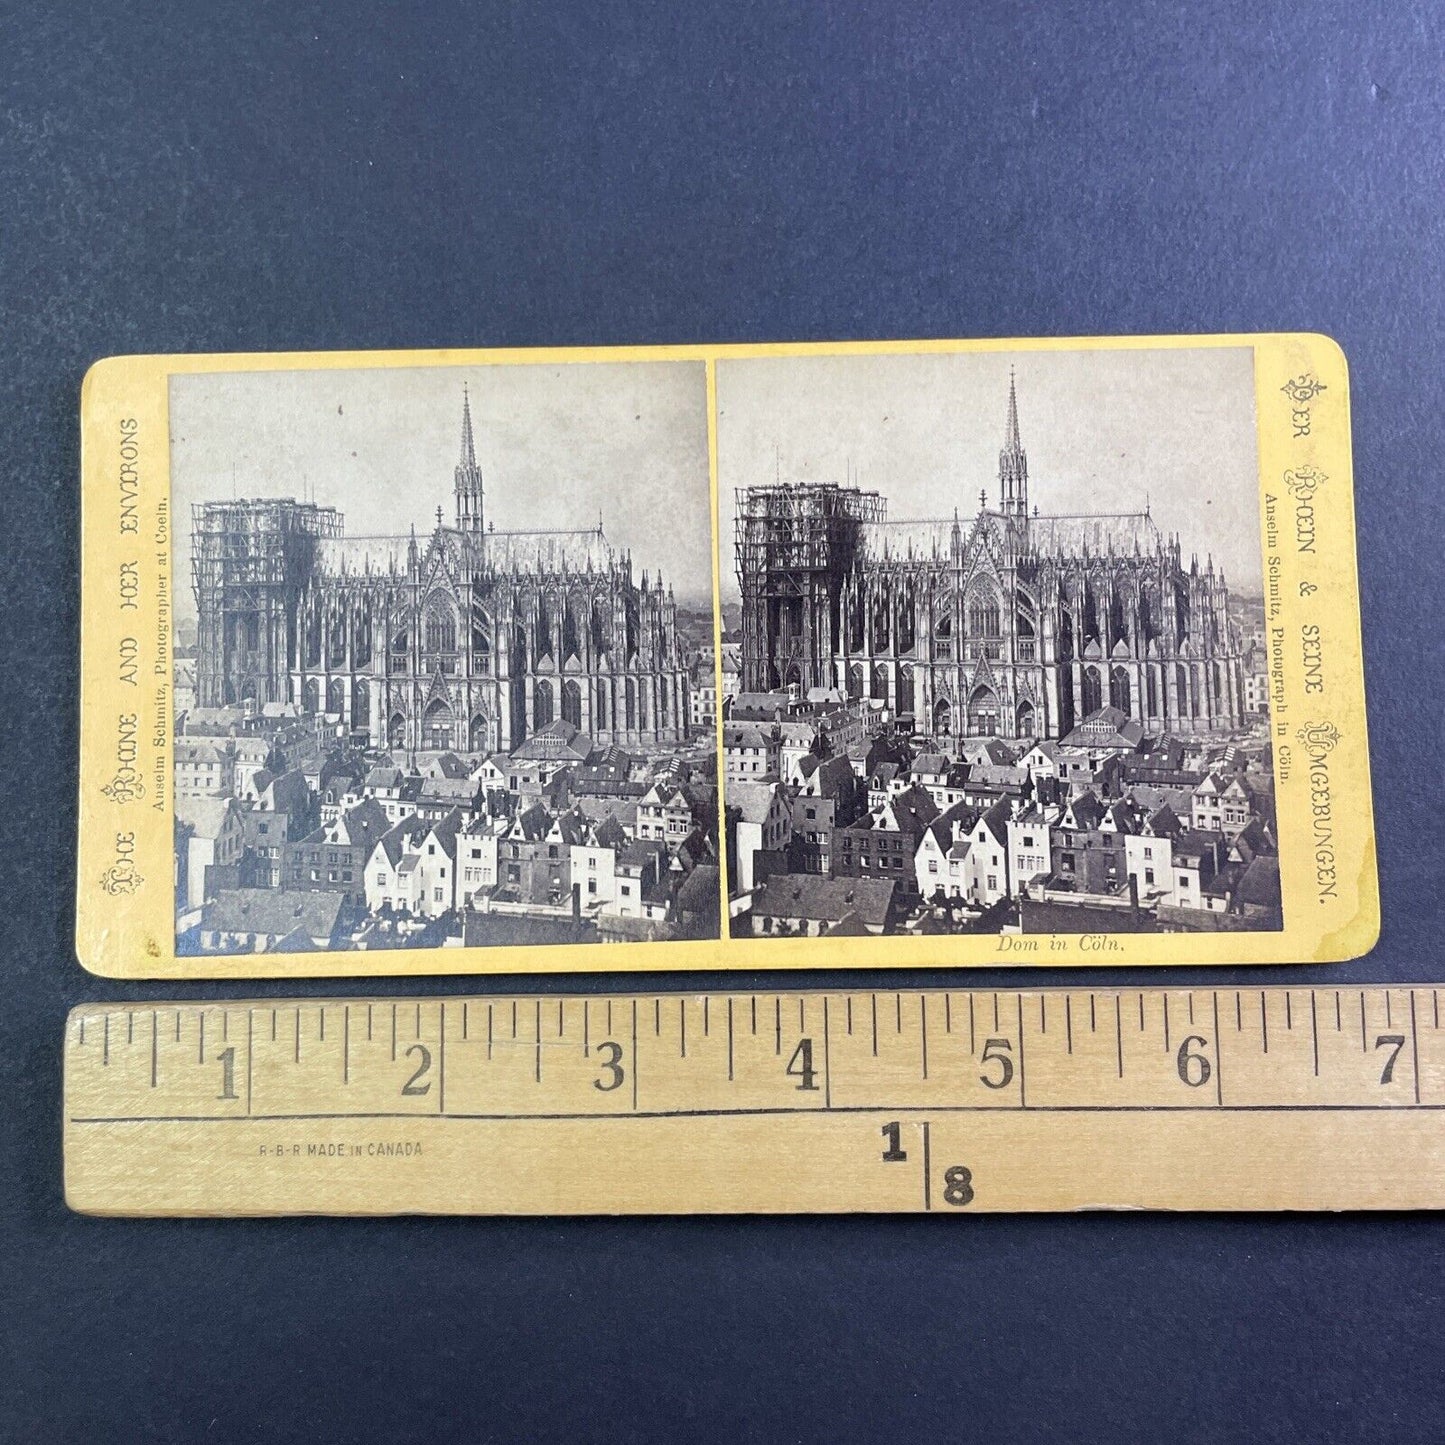 THE RHINE AND HER ENVIRONS
Anselm Schmitz, Photographer at Coeln.
DER RHEIN & SEINE UMGEBUNGEN.
Anselm Schmitz, Photograph in Cöln.
Dom in Cöln.
1 2 3 4 5 6 7
R-B-R MADE IN CANADA
1
8